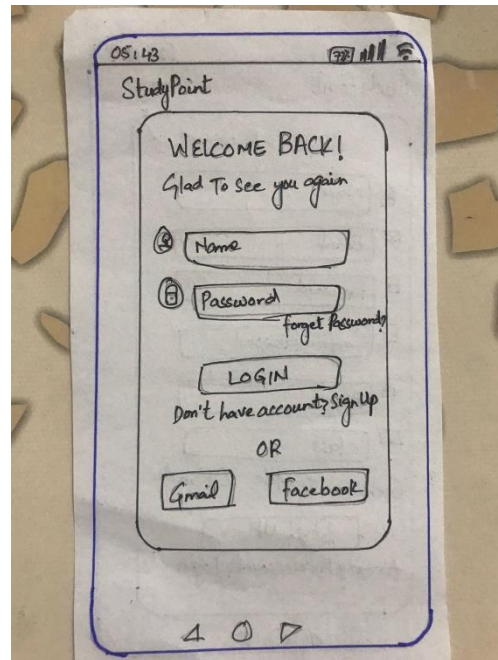 05:43 73%
StudyPoint
WELCOME BACK!
Glad To See you again
Name
Password
forget Password?
LOGIN
Don't have account? Sign Up
OR
Gmail facebook